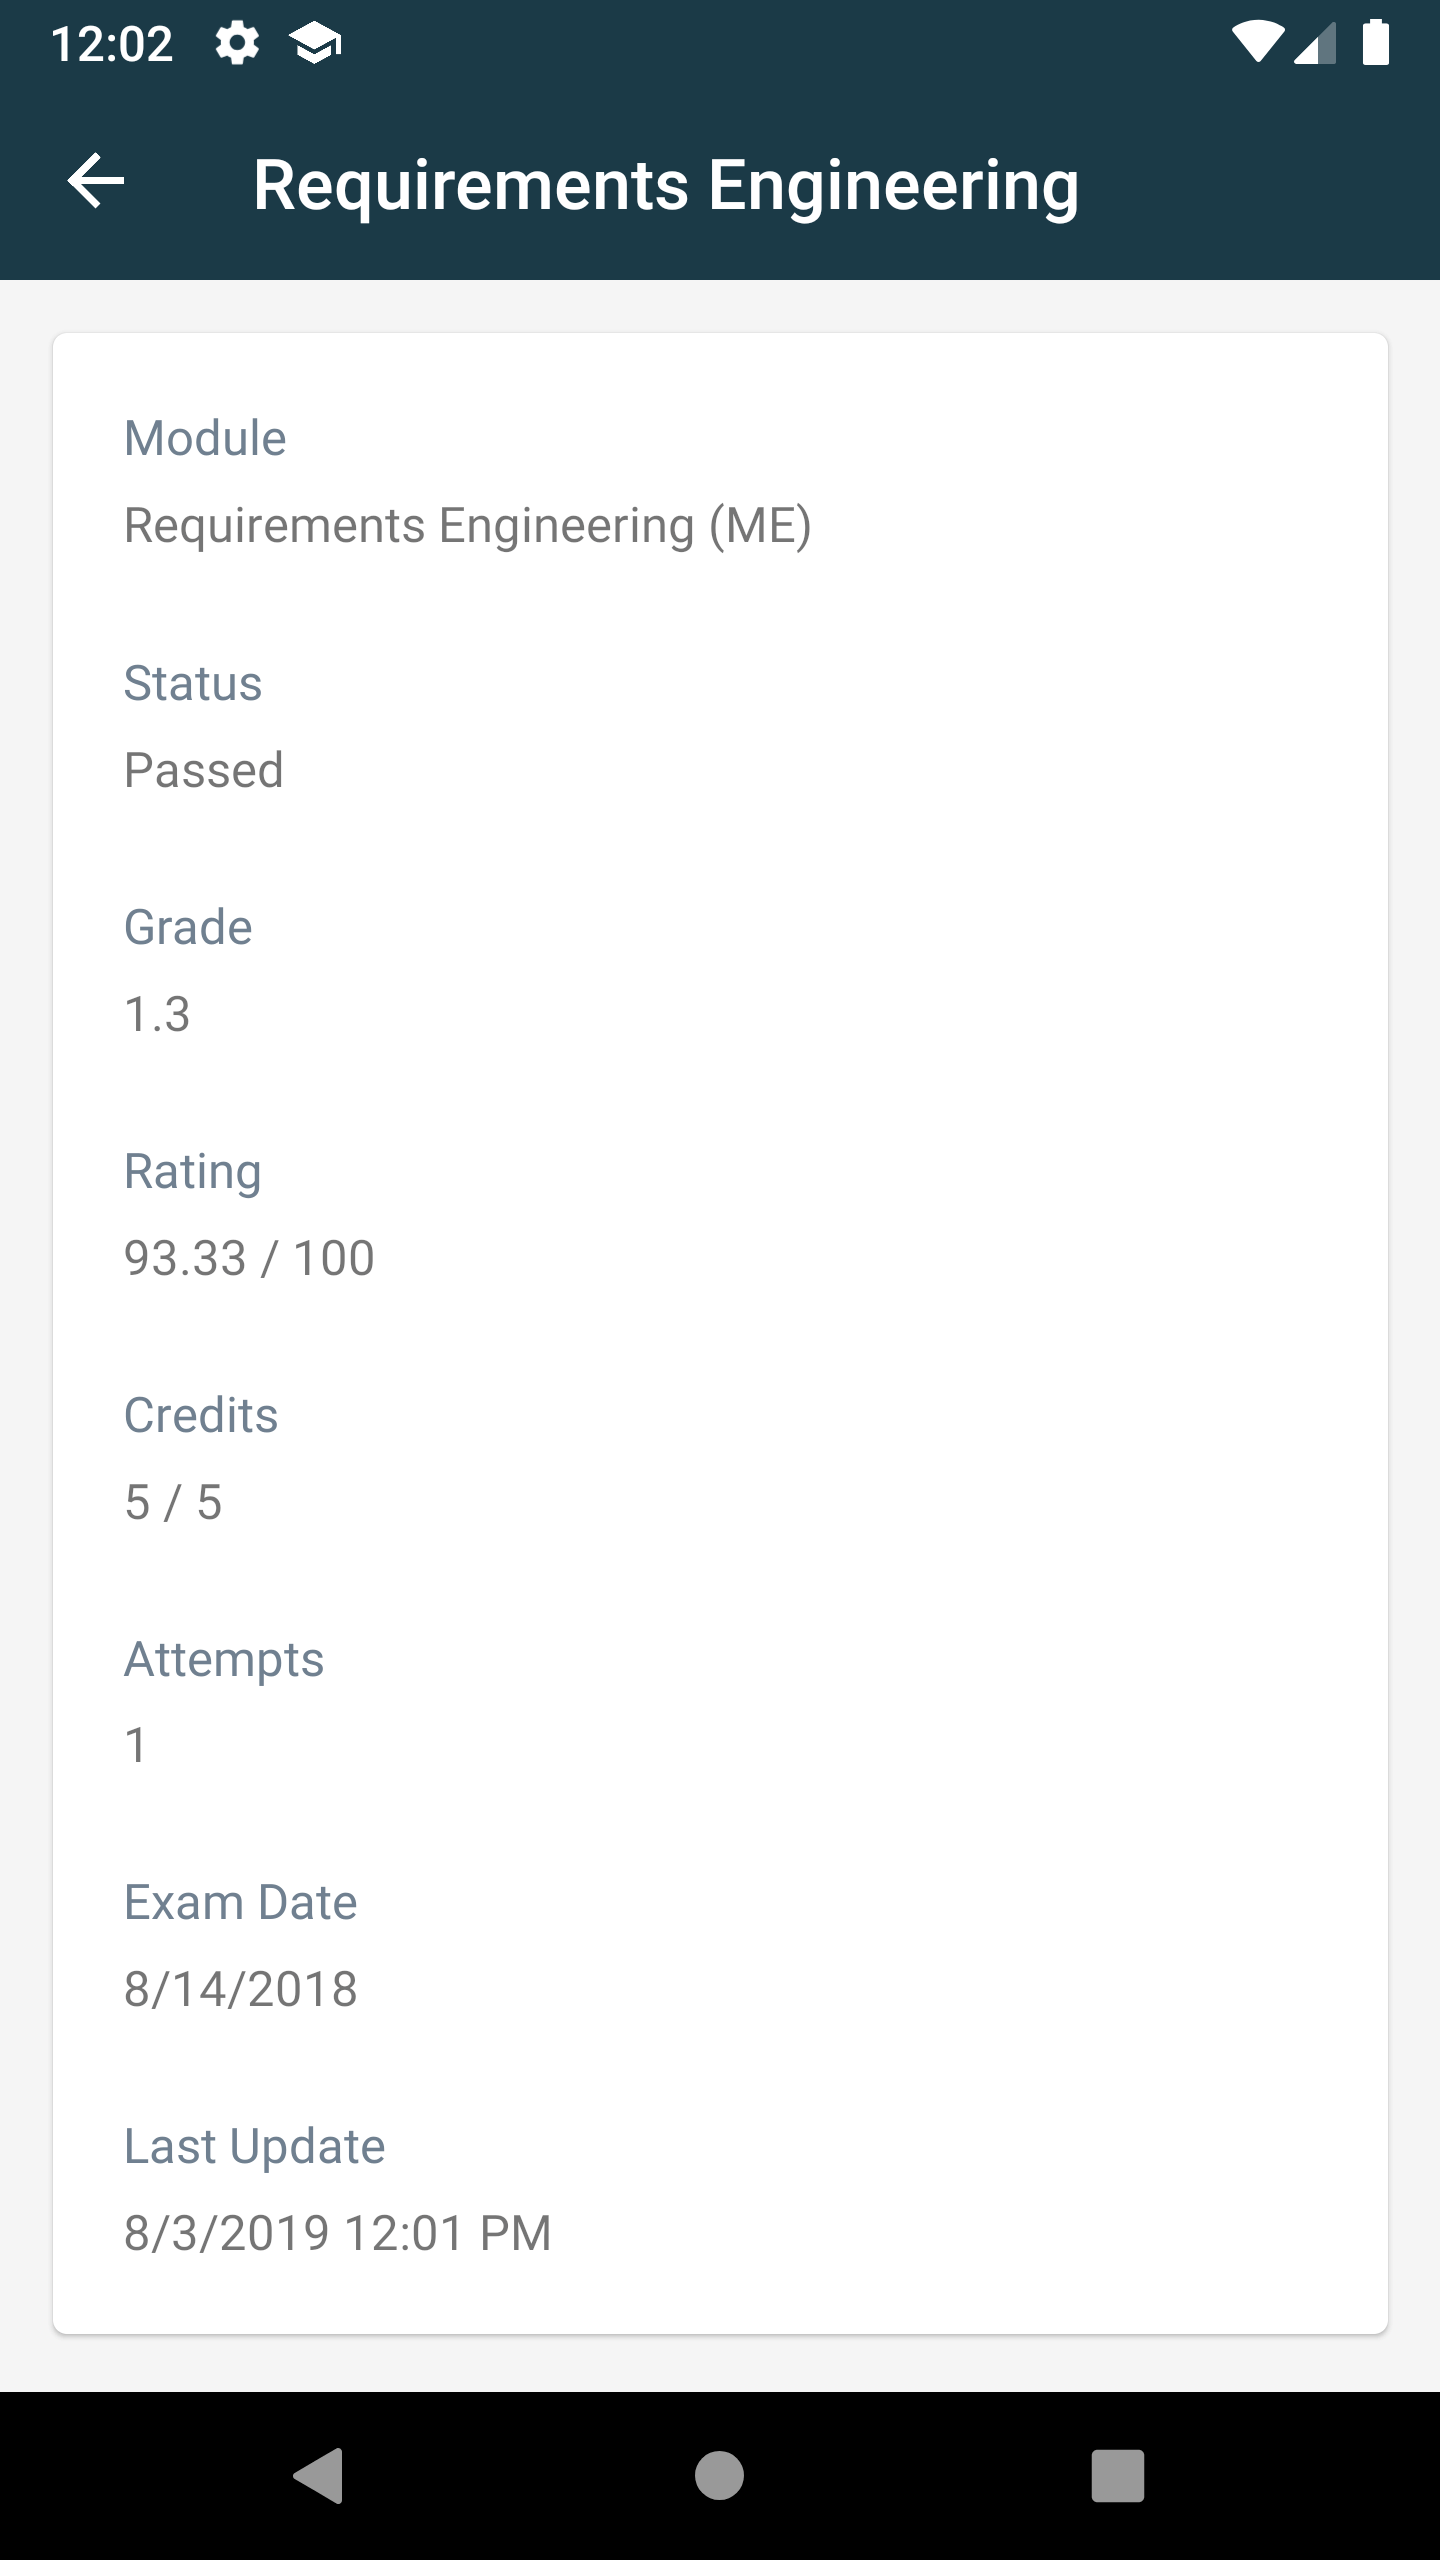 12:02
Requirements Engineering
Module
Requirements Engineering (ME)
Status
Passed
Grade
1.3
Rating
93.33 / 100
Credits
5 / 5
Attempts
1
Exam Date
8/14/2018
Last Update
8/3/2019 12:01 PM